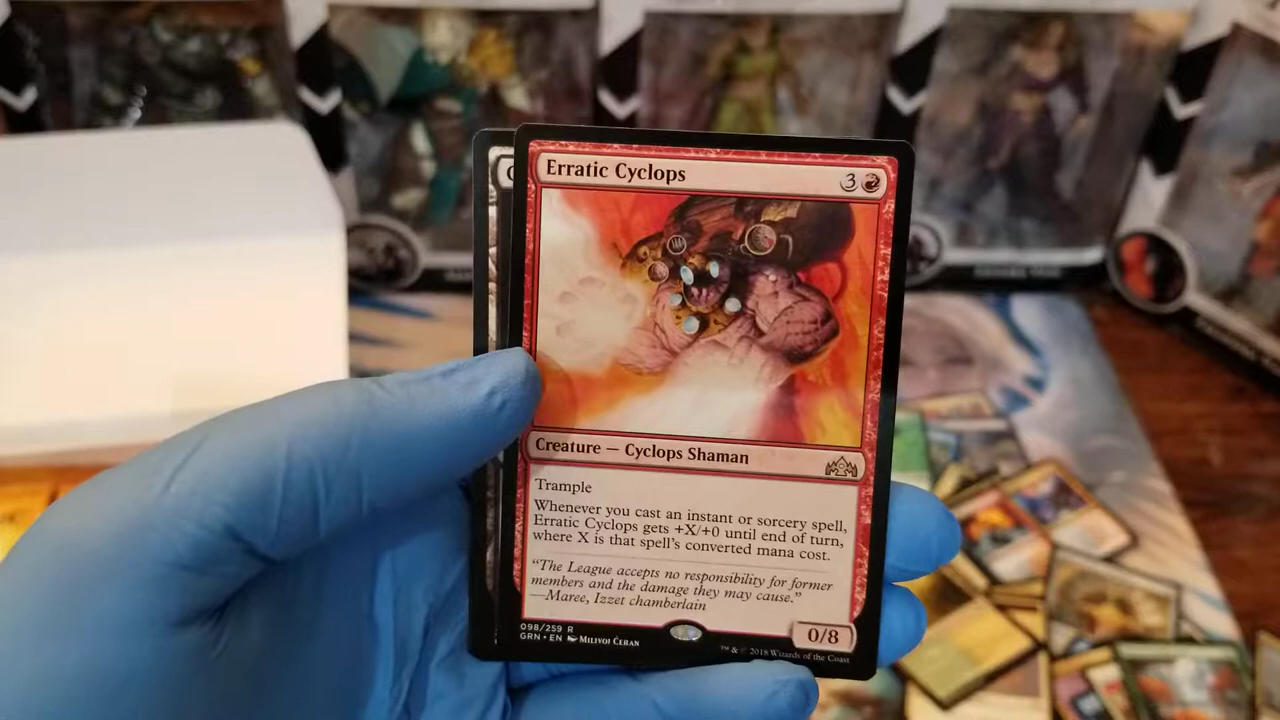 Erratic Cyclops
3
Creature — Cyclops Shaman
Trample
Whenever you cast an instant or sorcery spell,
Erratic Cyclops gets +X/+0 until end of turn,
where X is that spell's converted mana cost.
"The League accepts no responsibility for former
members and the damage they may cause."
—Maree, Izzet chamberlain
0/8
098/259 R
GRN • EN Milivoj Ćeran
™ & © 2018 Wizards of the Coast